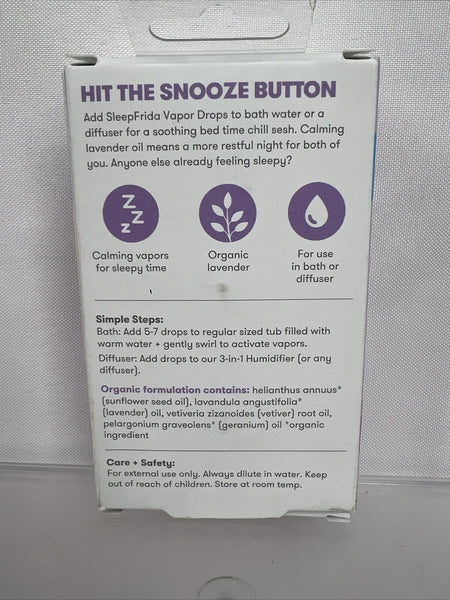 HIT THE SNOOZE BUTTON
Add SleepFrida Vapor Drops to bath water or a
diffuser for a soothing bed time chill sesh. Calming
lavender oil means a more restful night for both of
you. Anyone else already feeling sleepy?
Z
Z
Z
Calming vapors
for sleepy time
Organic
lavender
For use
in bath or
diffuser
Simple Steps:
Bath: Add 5-7 drops to regular sized tub filled with
warm water + gently swirl to activate vapors.
Diffuser: Add drops to our 3-in-1 Humidifier (or any
diffuser).
Organic formulation contains: helianthus annuus*
(sunflower seed oil), lavandula angustifolia*
(lavender) oil, vetiveria zizanoides (vetiver) root oil,
pelargonium graveolens* (geranium) oil *organic
ingredient
Care + Safety:
For external use only. Always dilute in water. Keep
out of reach of children. Store at room temp.